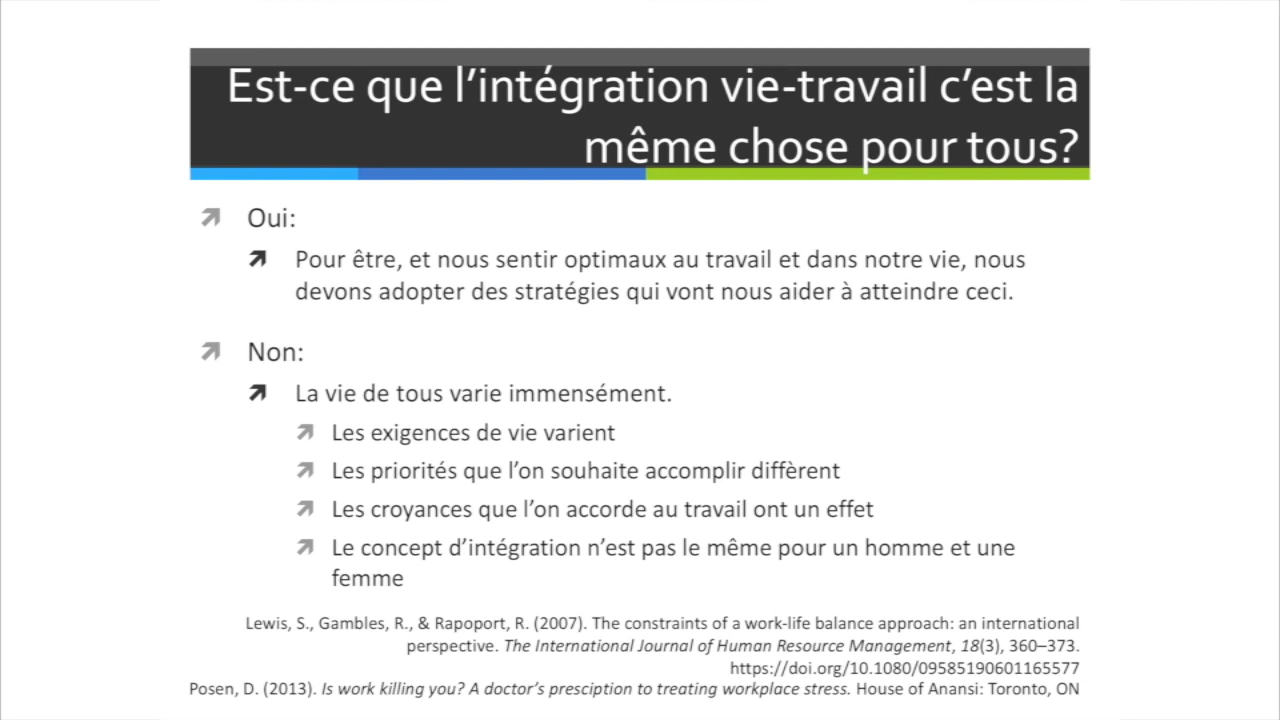 Est-ce que l’intégration vie-travail c’est la
même chose pour tous?
Oui:
Pour être, et nous sentir optimaux au travail et dans notre vie, nous
devons adopter des stratégies qui vont nous aider à atteindre ceci.
Non:
La vie de tous varie immensément.
Les exigences de vie varient
Les priorités que l’on souhaite accomplir diffèrent
Les croyances que l’on accorde au travail ont un effet
Le concept d’intégration n’est pas le même pour un homme et une
femme
Lewis, S., Gambles, R., & Rapoport, R. (2007). The constraints of a work-life balance approach: an international
perspective. The International Journal of Human Resource Management, 18(3), 360–373.
https://doi.org/10.1080/09585190601165577
Posen, D. (2013). Is work killing you? A doctor’s presciption to treating workplace stress. House of Anansi: Toronto, ON